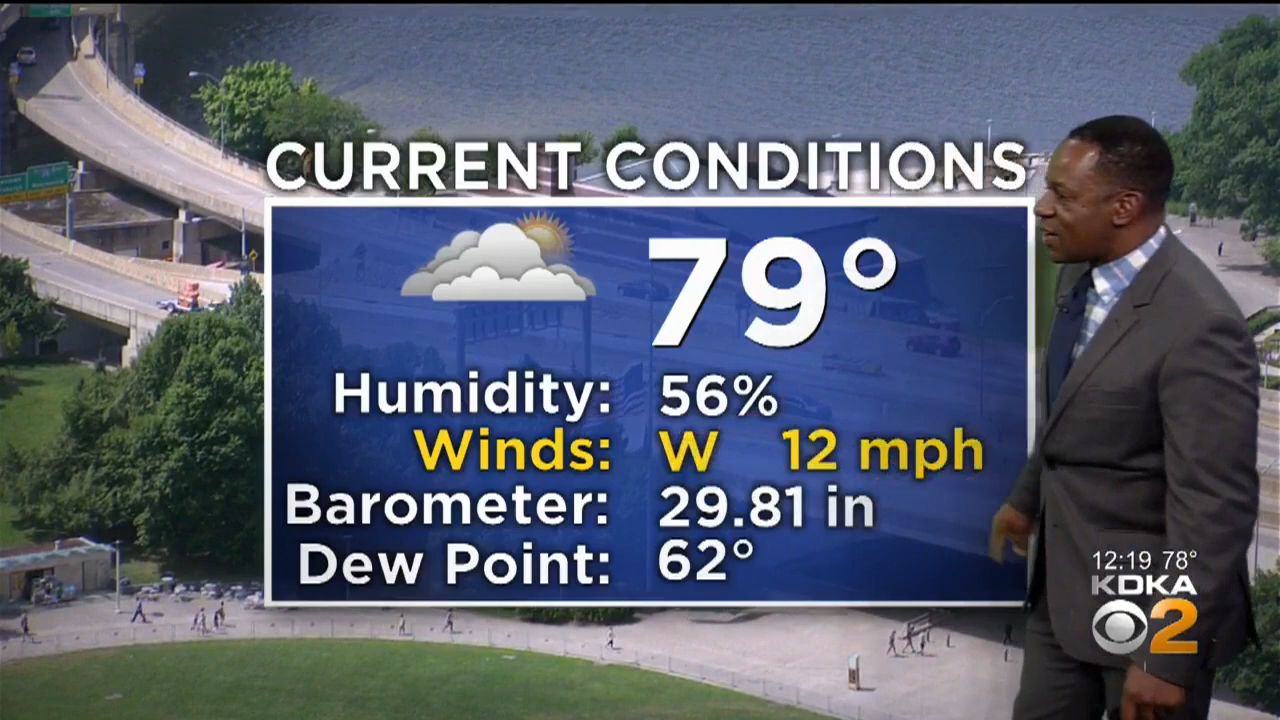 CURRENT CONDITIONS
79°
Humidity: 56%
Winds: W 12 mph
Barometer: 29.81 in
Dew Point: 62°
12:19 78°
KDKA
2